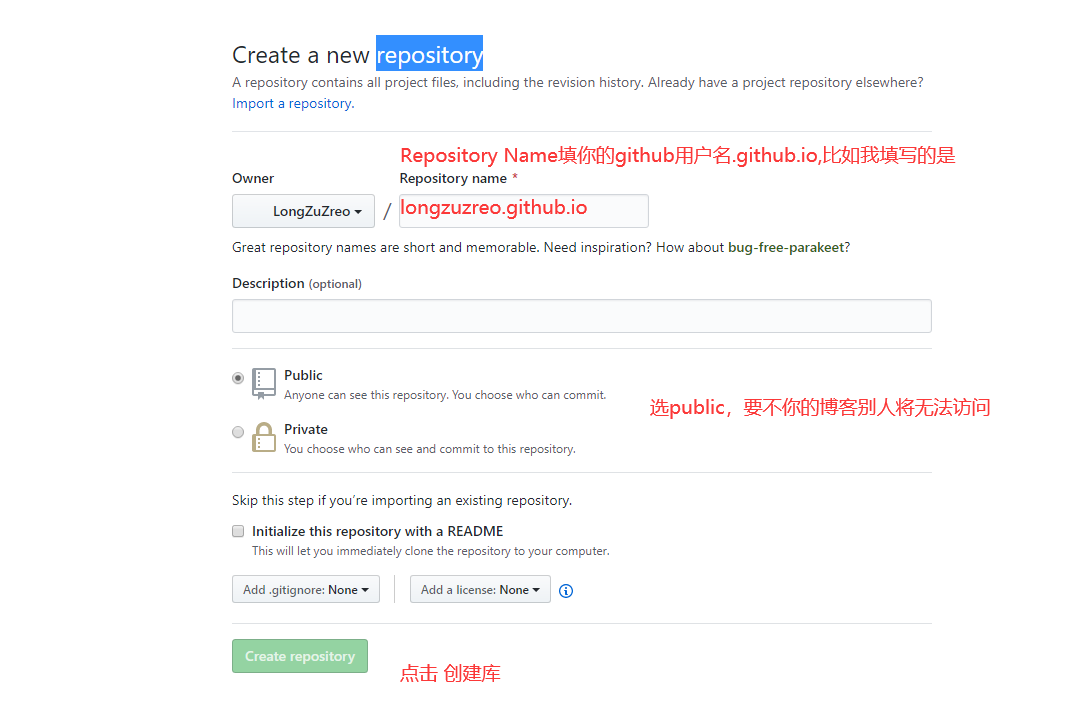 Create a new repository
A repository contains all project files, including the revision history. Already have a project repository elsewhere?
Import a repository.
Repository Name填你的github用户名.github.io,比如我填写的是
Owner
Repository name *
LongZuZreo / longzuzreo.github.io
Great repository names are short and memorable. Need inspiration? How about bug-free-parakeet?
Description (optional)
Public
Anyone can see this repository. You choose who can commit.
选public，要不你的博客别人将无法访问
Private
You choose who can see and commit to this repository.
Skip this step if you’re importing an existing repository.
Initialize this repository with a README
This will let you immediately clone the repository to your computer.
Add .gitignore: None
Add a license: None
Create repository
点击 创建库